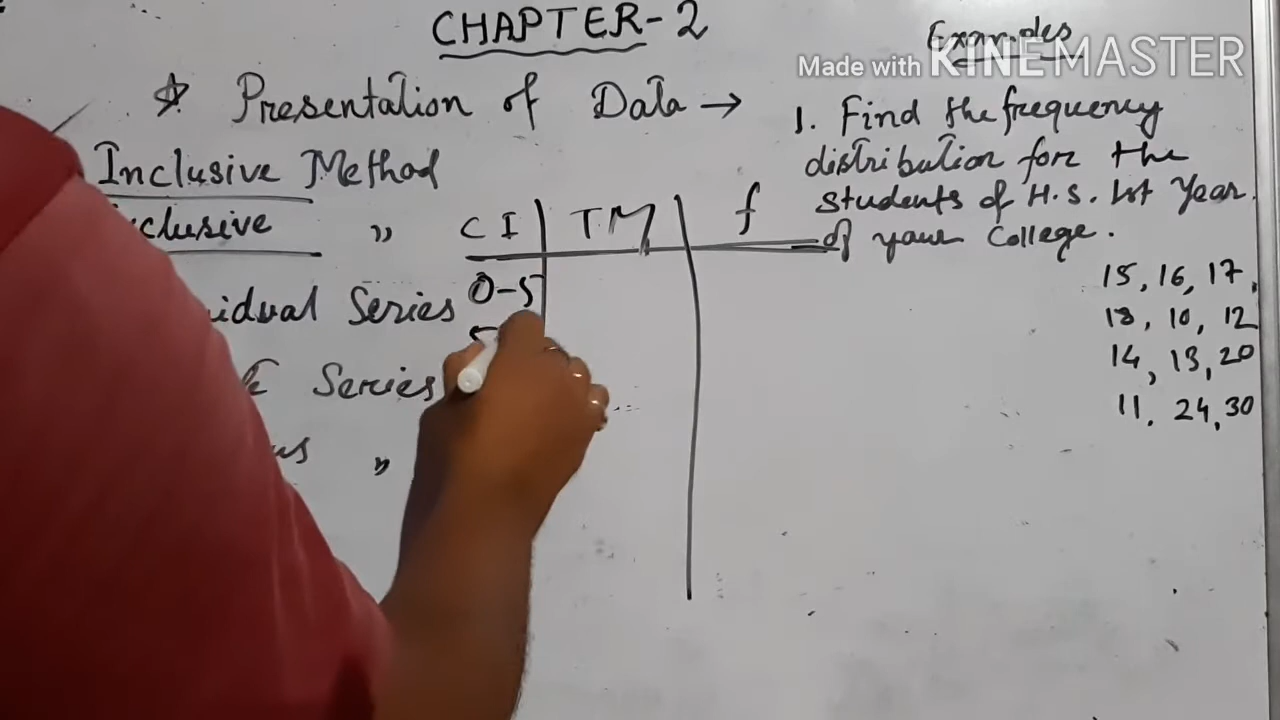 CHAPTER-2
☆ Presentation of Data →
Inclusive Method
clusive "
idual Series
Series
us "
C I T.M f
0-5
Examples
Made with KINEMASTER
1. Find the frequency
distribution for the
students of H.S. 1st Year
of your College.
15, 16, 17,
18, 10, 12
14, 13, 20
11, 24, 30